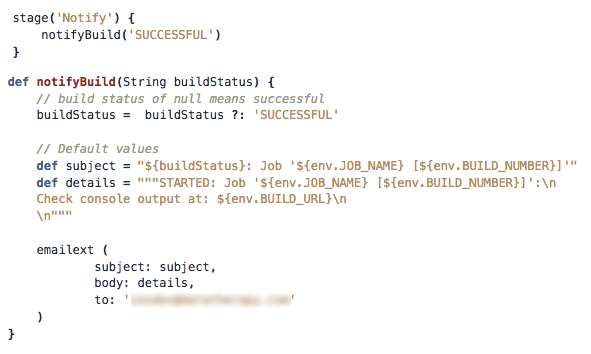 stage('Notify') {
notifyBuild('SUCCESSFUL')
}
def notifyBuild(String buildStatus) {
// build status of null means successful
buildStatus =  buildStatus ?: 'SUCCESSFUL'
// Default values
def subject = "${buildStatus}: Job '${env.JOB_NAME} [${env.BUILD_NUMBER}]'"
def details = """STARTED: Job '${env.JOB_NAME} [${env.BUILD_NUMBER}]':\n
Check console output at: ${env.BUILD_URL}\n
\n"""
emailext (
subject: subject,
body: details,
to: ' '
)
}